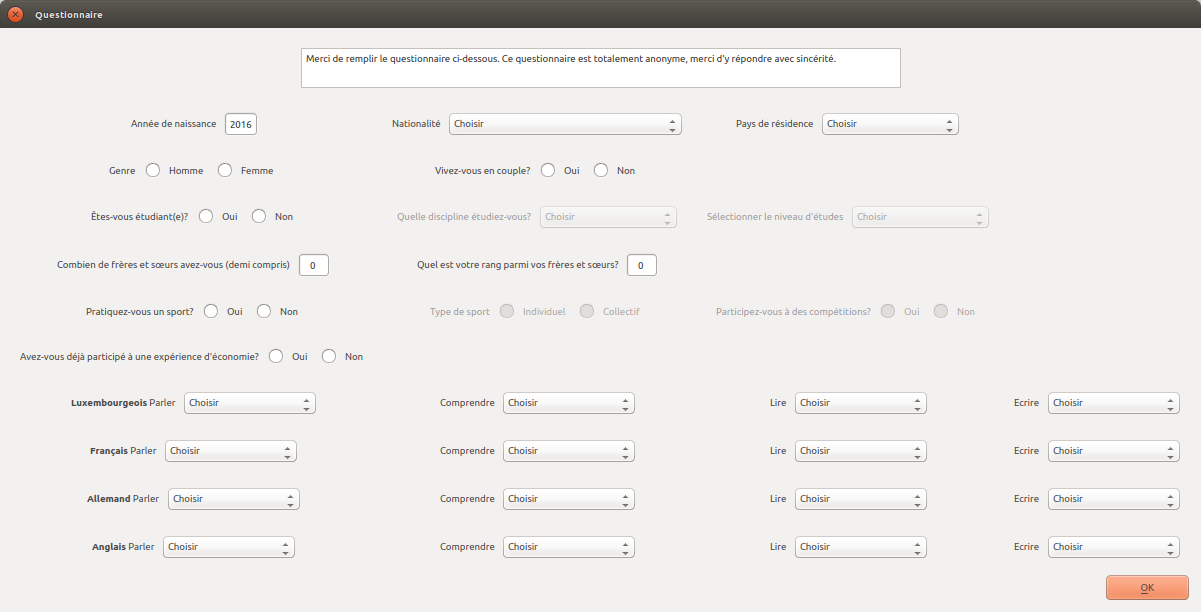 Questionnaire
Merci de remplir le questionnaire ci-dessous. Ce questionnaire est totalement anonyme, merci d'y répondre avec sincérité.
Année de naissance 2016 Nationalité Choisir Pays de résidence Choisir
Genre Homme Femme Vivez-vous en couple? Oui Non
Êtes-vous étudiant(e)? Oui Non Quelle discipline étudiez-vous? Choisir Sélectionner le niveau d'études Choisir
Combien de frères et sœurs avez-vous (demi compris) 0 Quel est votre rang parmi vos frères et sœurs? 0
Pratiquez-vous un sport? Oui Non Type de sport Individuel Collectif Participez-vous à des compétitions? Oui Non
Avez-vous déjà participé à une expérience d'économie? Oui Non
Luxembourgeois Parler Choisir Comprendre Choisir Lire Choisir Ecrire Choisir
Français Parler Choisir Comprendre Choisir Lire Choisir Ecrire Choisir
Allemand Parler Choisir Comprendre Choisir Lire Choisir Ecrire Choisir
Anglais Parler Choisir Comprendre Choisir Lire Choisir Ecrire Choisir
OK